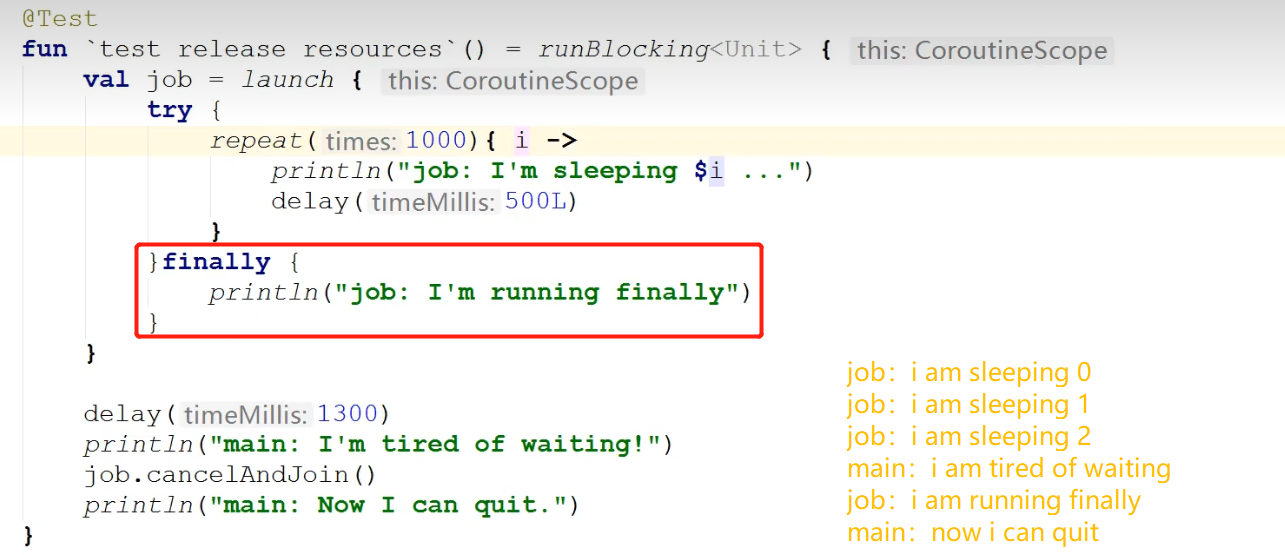 @Test
fun `test release resources`() = runBlocking<Unit> { this: CoroutineScope
val job = launch { this: CoroutineScope
try {
repeat( times: 1000){ i ->
println("job: I'm sleeping $i ...")
delay( timeMillis: 500L)
}
}finally {
println("job: I'm running finally")
}
}
delay( timeMillis: 1300)
println("main: I'm tired of waiting!")
job.cancelAndJoin()
println("main: Now I can quit.")
}
job：i am sleeping 0
job：i am sleeping 1
job：i am sleeping 2
main：i am tired of waiting
job：i am running finally
main：now i can quit